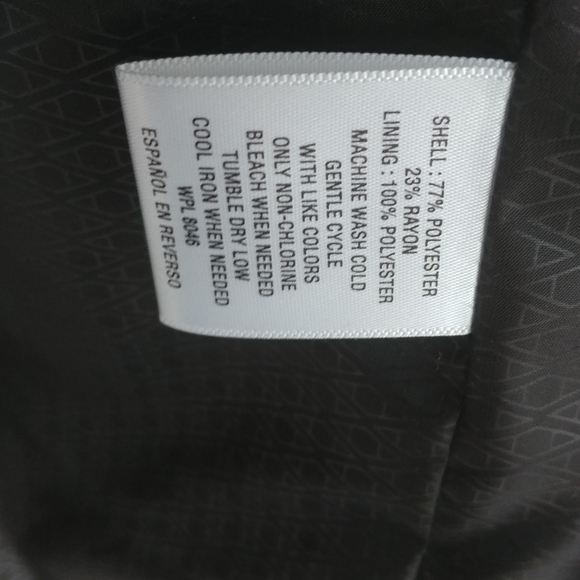 SHELL : 77% POLYESTER
23% RAYON
LINING : 100% POLYESTER
MACHINE WASH COLD
GENTLE CYCLE
WITH LIKE COLORS
ONLY NON-CHLORINE
BLEACH WHEN NEEDED
TUMBLE DRY LOW
COOL IRON WHEN NEEDED
WPL 8046
ESPAÑOL EN REVERSO